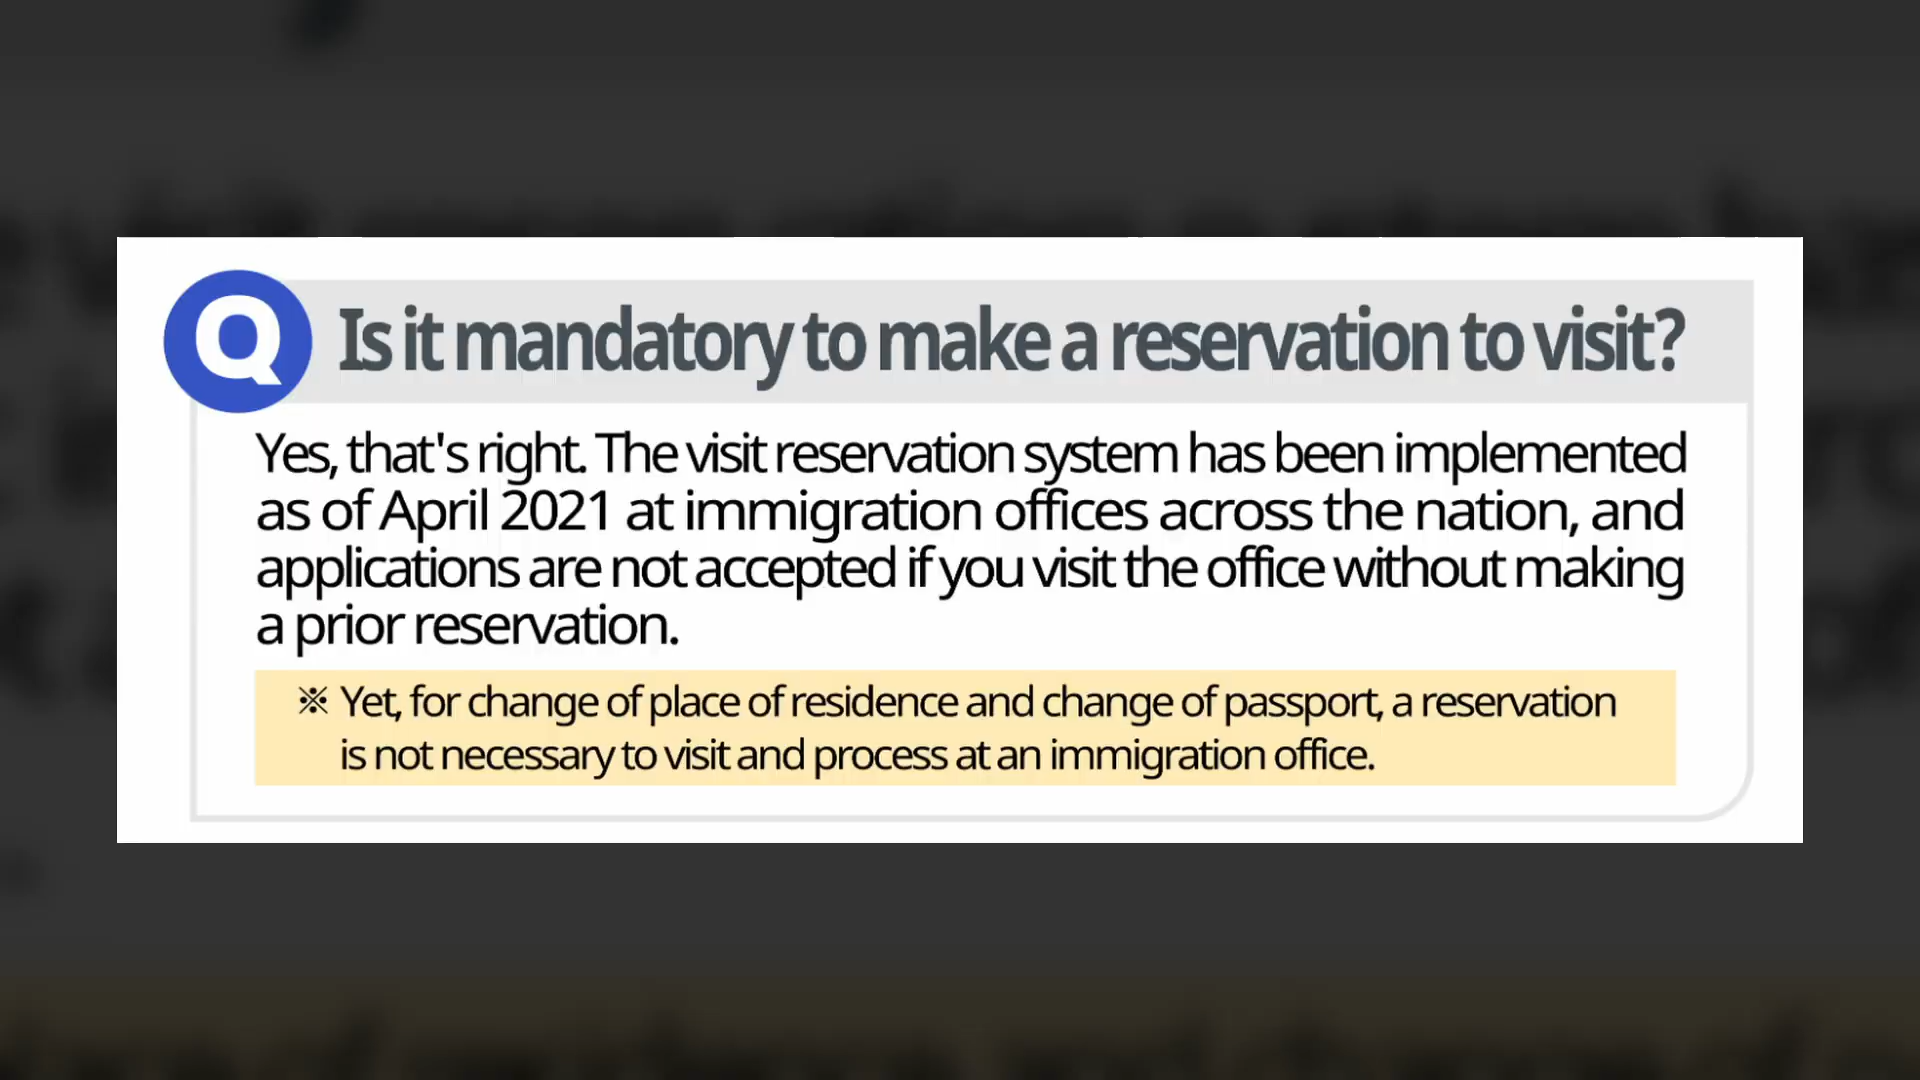 Q Is it mandatory to make a reservation to visit?
Yes, that's right. The visit reservation system has been implemented
as of April 2021 at immigration offices across the nation, and
applications are not accepted if you visit the office without making
a prior reservation.
※ Yet, for change of place of residence and change of passport, a reservation
is not necessary to visit and process at an immigration office.